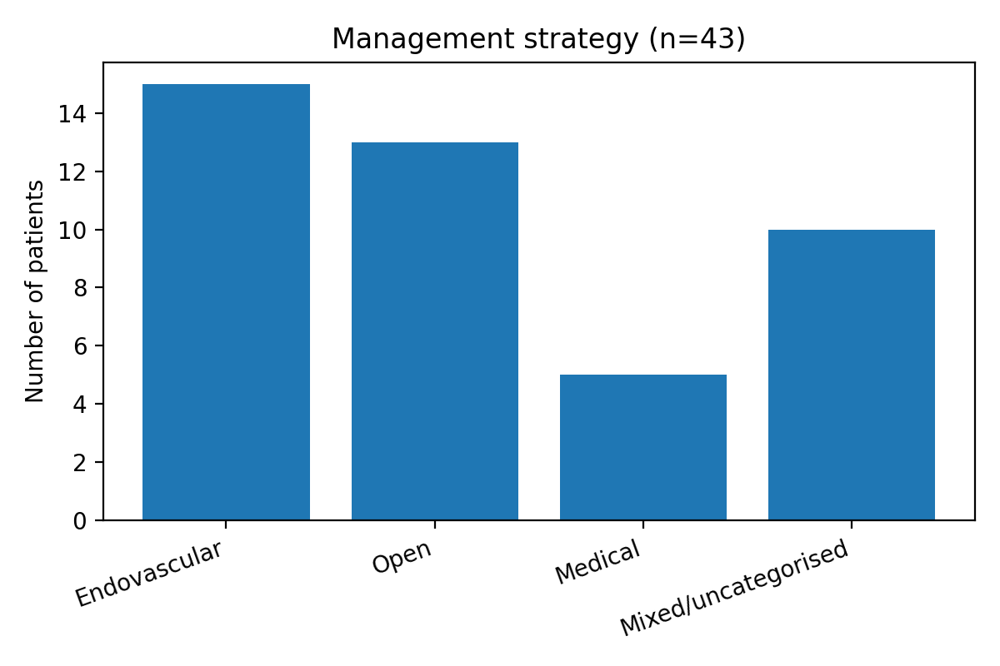 Management strategy (n=43)
Number of patients
14
12
10
8
6
4
2
0
Endovascular
Open
Medical
Mixed/uncategorised